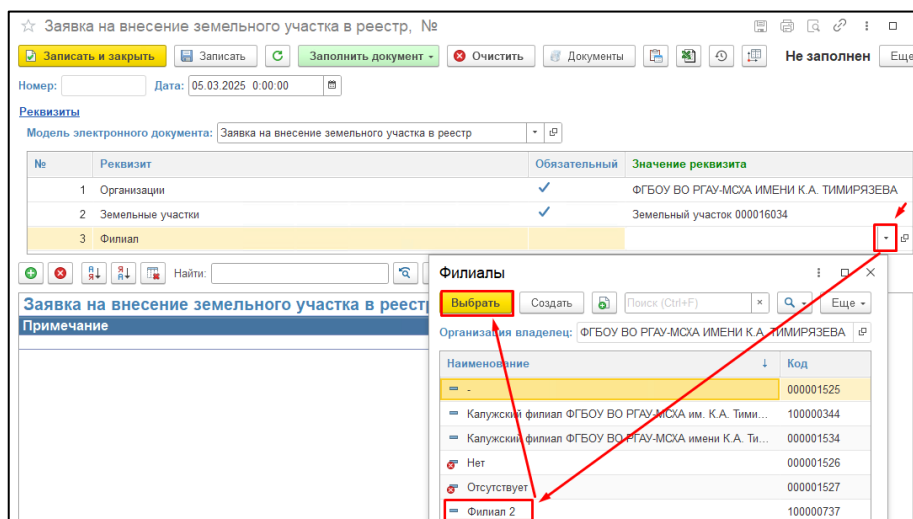 Заявка на внесение земельного участка в реестр, №
Записать и закрыть Записать Заполнить документ Очистить Документы Не заполнен Еще
Номер: Дата: 05.03.2025 0:00:00
Реквизиты
Модель электронного документа: Заявка на внесение земельного участка в реестр
№ Реквизит Обязательный Значение реквизита
1 Организации ФГБОУ ВО РГАУ-МСХА ИМЕНИ К.А. ТИМИРЯЗЕВА
2 Земельные участки Земельный участок 000016034
3 Филиал
Найти:
Заявка на внесение земельного участка в реестр
Примечание
Филиалы
Выбрать Создать Поиск (Ctrl+F) Еще
Организация владелец: ФГБОУ ВО РГАУ-МСХА ИМЕНИ К.А. ТИМИРЯЗЕВА
Наименование ↓ Код
- 000001525
Калужский филиал ФГБОУ ВО РГАУ-МСХА им. К.А. Тими... 100000344
Калужский филиал ФГБОУ ВО РГАУ-МСХА имени К.А. Ти... 000001534
Нет 000001526
Отсутствует 000001527
Филиал 2 100000737